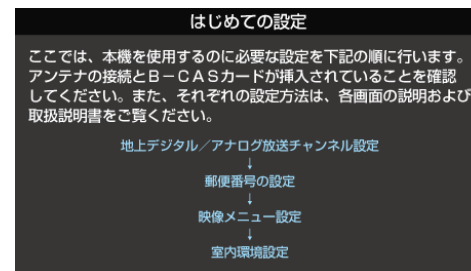 はじめての設定
ここでは、本機を使用するのに必要な設定を下記の順に行います。
アンテナの接続とB－CASカードが挿入されていることを確認
してください。また、それぞれの設定方法は、各画面の説明および
取扱説明書をご覧ください。
地上デジタル／アナログ放送チャンネル設定
↓
郵便番号の設定
↓
映像メニュー設定
↓
室内環境設定